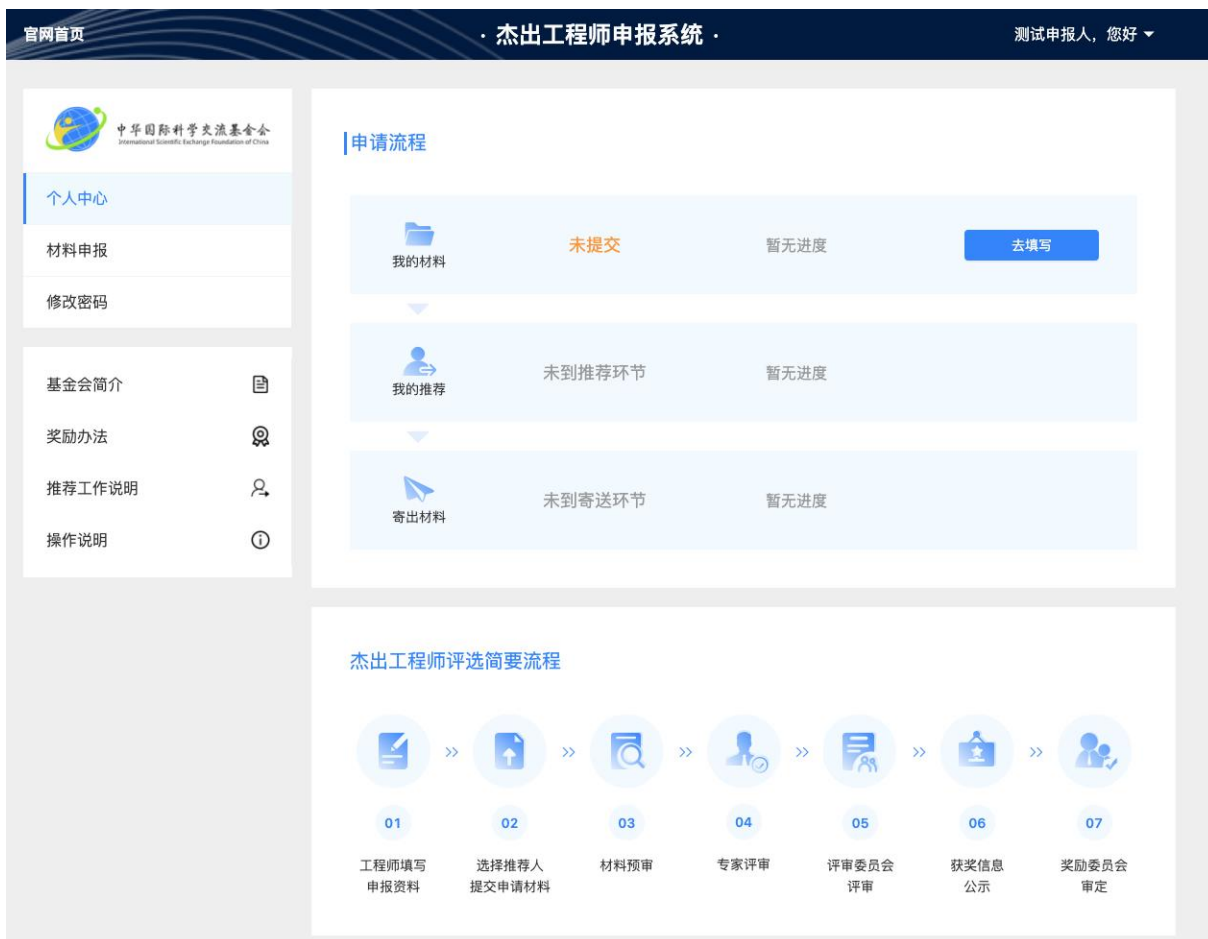 官网首页
· 杰出工程师申报系统 ·
测试申报人，您好
中华国际科学交流基金会
International Scientific Exchange Foundation of China
个人中心
材料申报
修改密码
基金会简介
奖励办法
推荐工作说明
操作说明
申请流程
我的材料
未提交
暂无进度
去填写
我的推荐
未到推荐环节
暂无进度
寄出材料
未到寄送环节
暂无进度
杰出工程师评选简要流程
01
工程师填写
申报资料
02
选择推荐人
提交申请材料
03
材料预审
04
专家评审
05
评审委员会
评审
06
获奖信息
公示
07
奖励委员会
审定